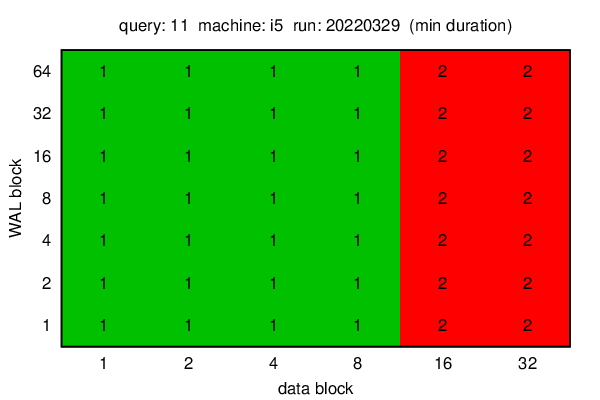 query: 11  machine: i5  run: 20220329  (min duration)
64 1 1 1 1 2 2
32 1 1 1 1 2 2
16 1 1 1 1 2 2
8 1 1 1 1 2 2
4 1 1 1 1 2 2
2 1 1 1 1 2 2
1 1 1 1 1 2 2
WAL block
1 2 4 8 16 32
data block